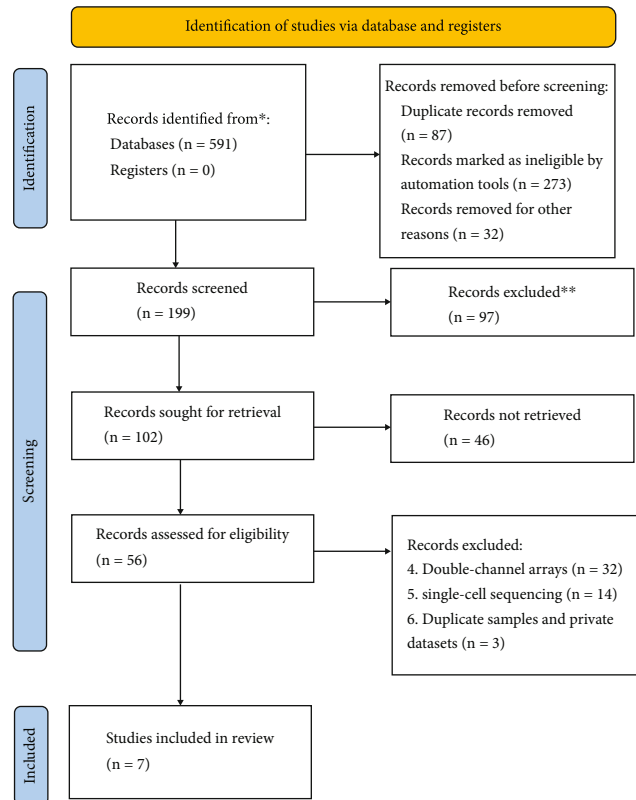 Identification of studies via database and registers
Identification
Records identified from*:
Databases (n = 591)
Registers (n = 0)
Records removed before screening:
Duplicate records removed
(n = 87)
Records marked as ineligible by
automation tools (n = 273)
Records removed for other
reasons (n = 32)
Screening
Records screened
(n = 199)
Records excluded**
(n = 97)
Records sought for retrieval
(n = 102)
Records not retrieved
(n = 46)
Records assessed for eligibility
(n = 56)
Records excluded:
4. Double-channel arrays (n = 32)
5. single-cell sequencing (n = 14)
6. Duplicate samples and private
datasets (n = 3)
Included
Studies included in review
(n = 7)